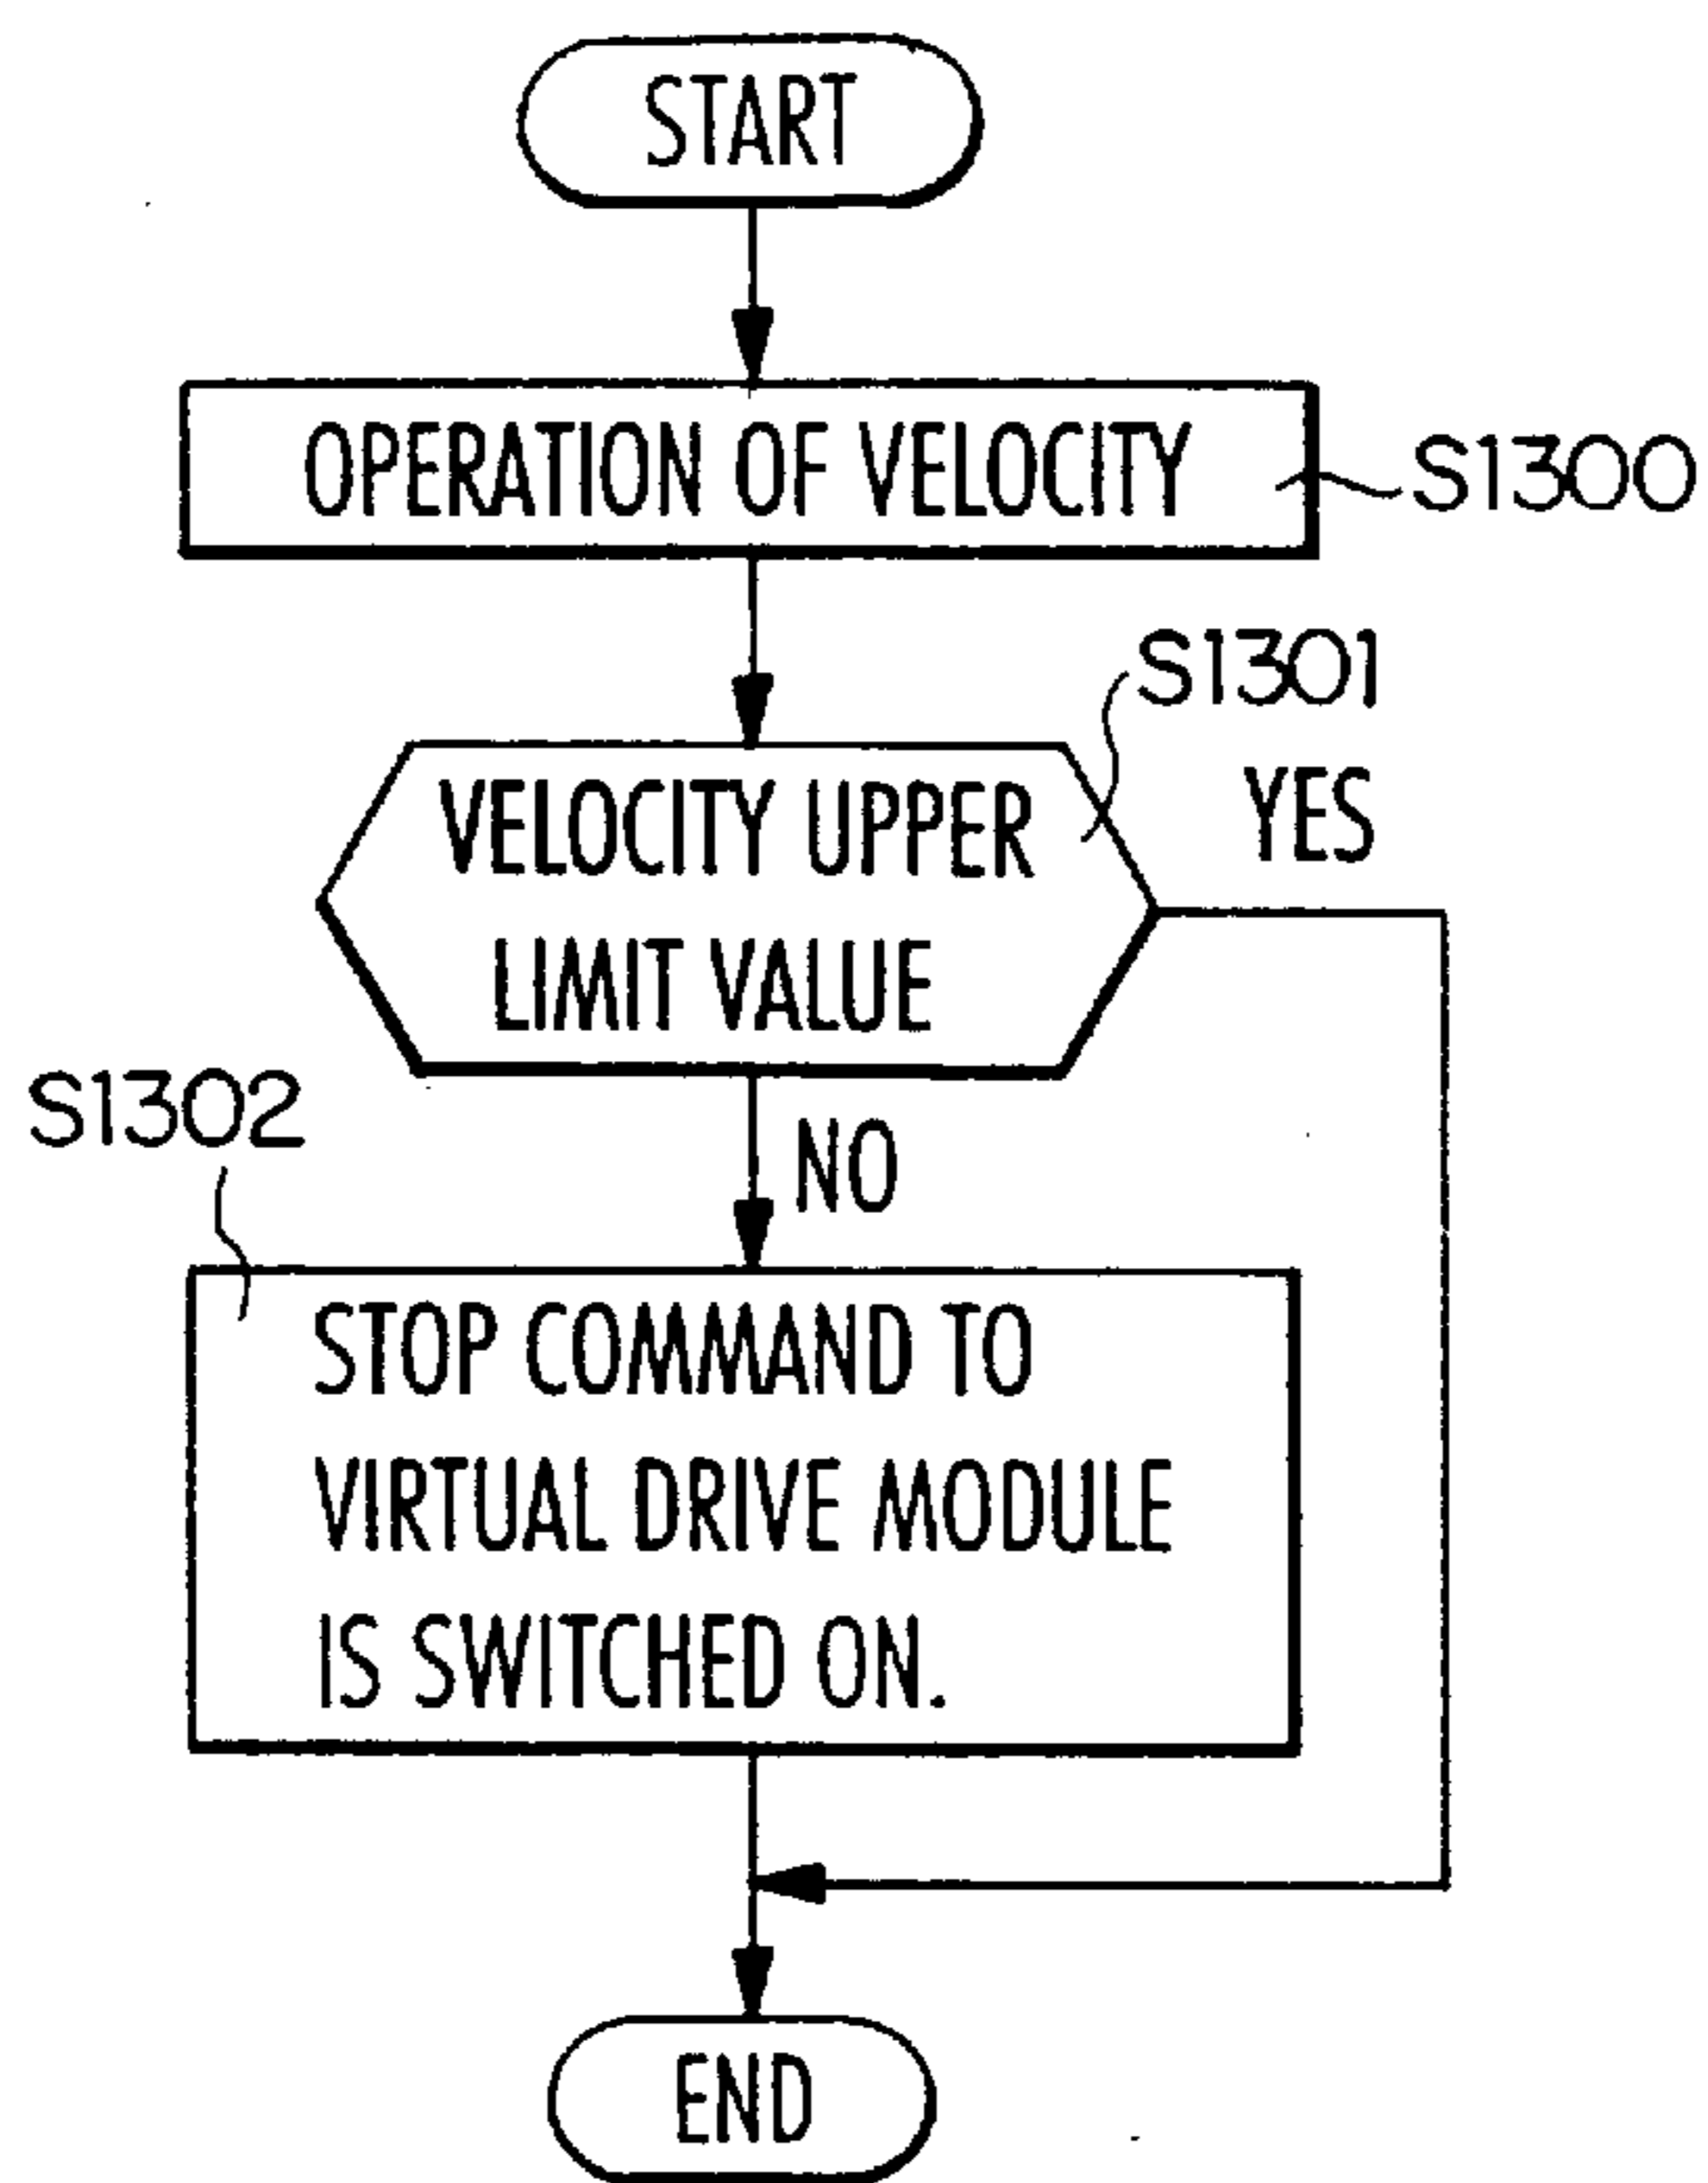 START
OPERATION OF VELOCITY
S1300
S1301
VELOCITY UPPER
LIMIT VALUE
YES
S1302
NO
STOP COMMAND TO
VIRTUAL DRIVE MODULE
IS SWITCHED ON.
END